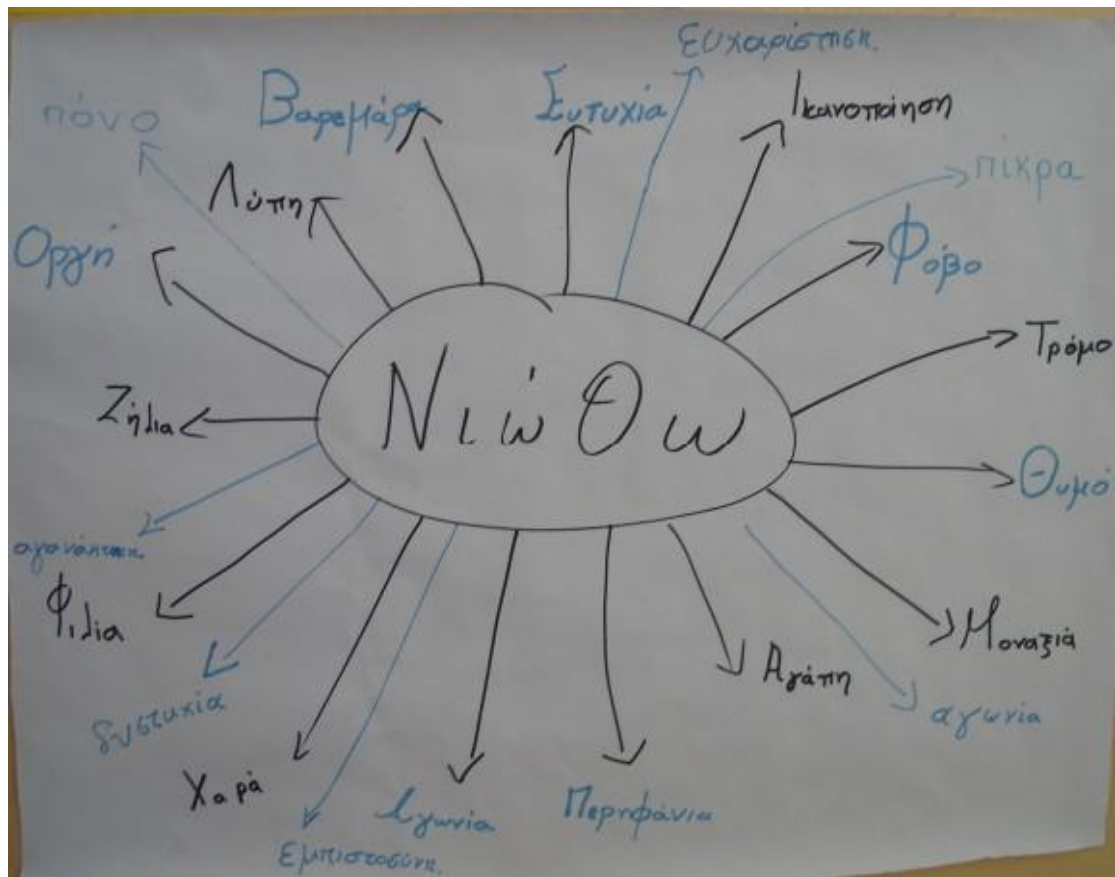 ευχαρίστηση.
πόνο
Βαρεμάρα
Ευτυχία
Ικανοποίηση
Λύπη
πίκρα
Οργή
Φόβο
Τρόμο
Ζήλια
Νιώθω
Θυμό
αγανάκτηση.
Φιλία
Μοναξιά
Αγάπη
δυστυχία
αγωνία
Χαρά
Αγωνία
Περηφάνια
εμπιστοσύνη.